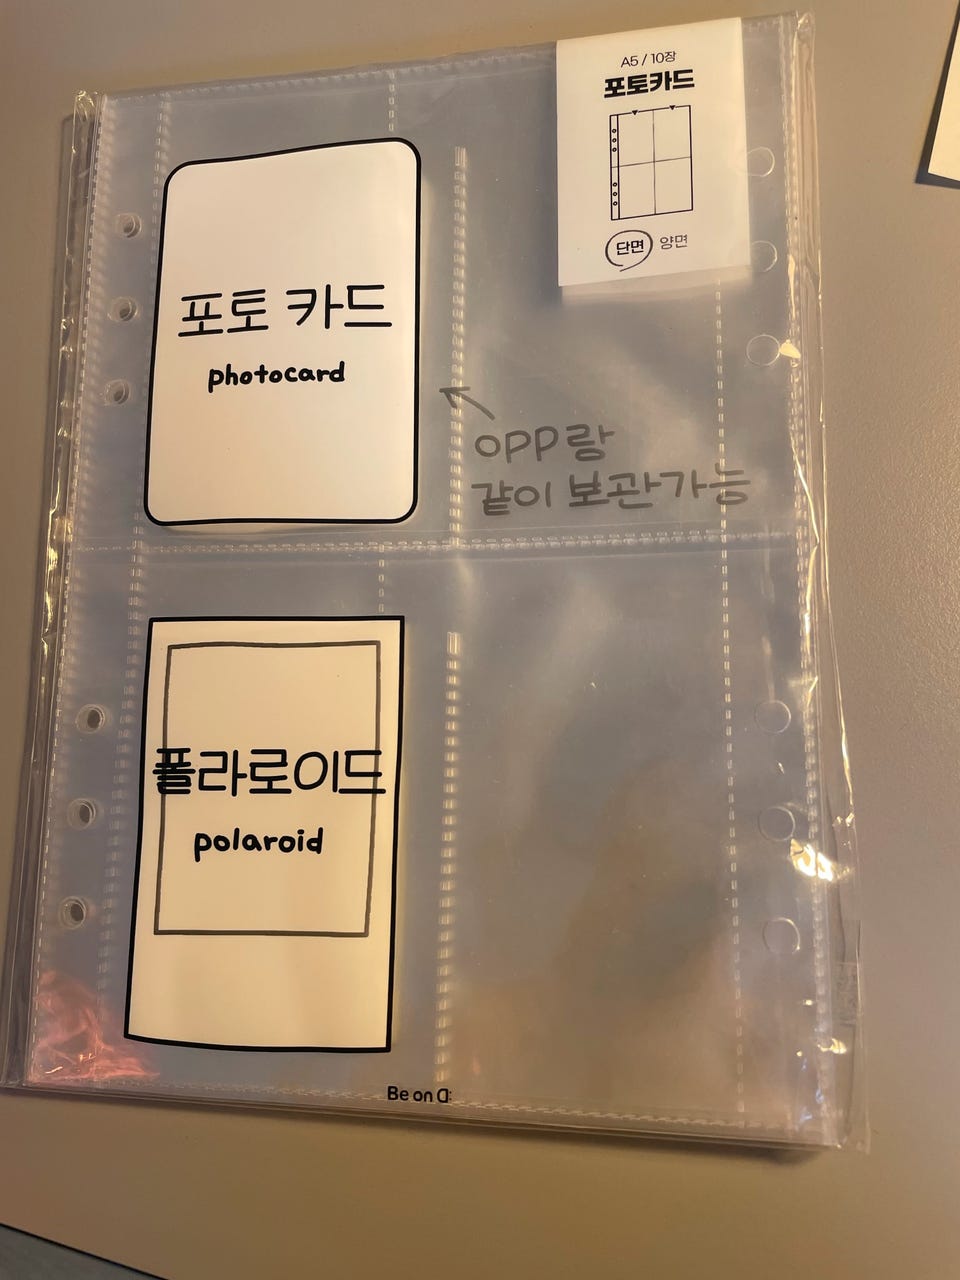 A5 / 10장
포토카드
단면 양면
포토 카드
photocard
OPP랑
같이 보관가능
폴라로이드
polaroid
Be on D: